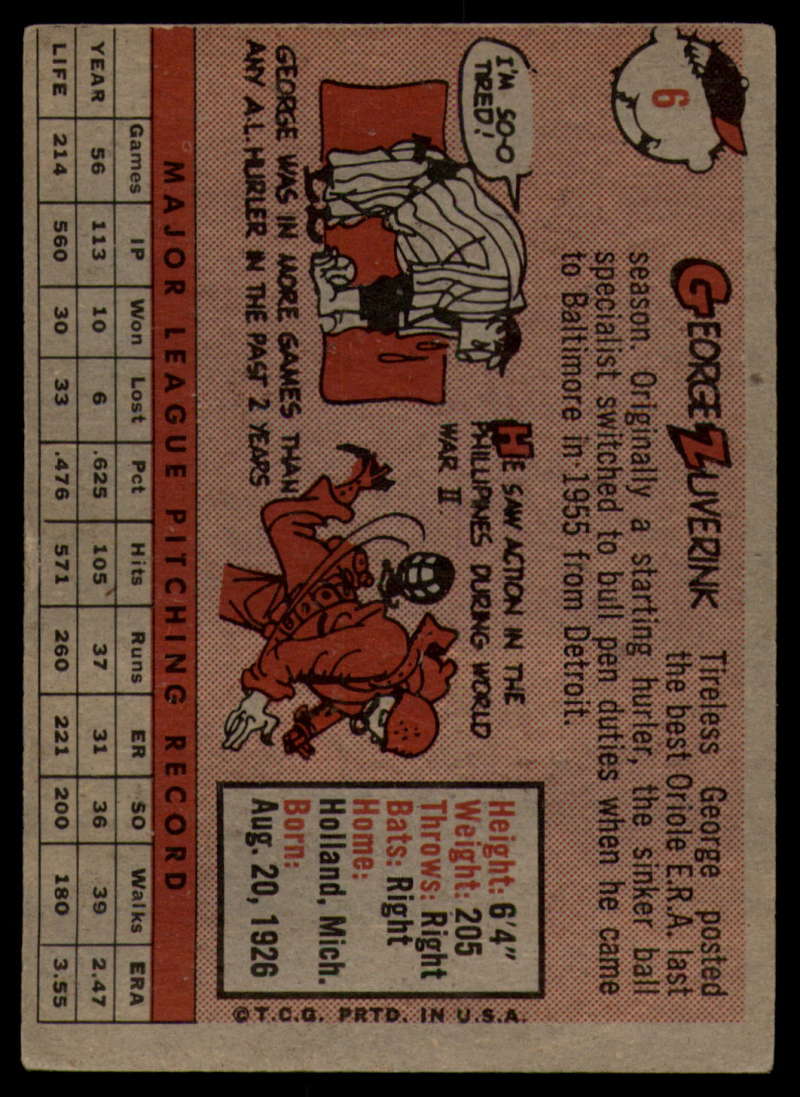 6
GEORGE ZUVERINK
Tireless George posted
the best Oriole E.R.A. last
season. Originally a starting hurler, the sinker ball
specialist switched to bull pen duties when he came
to Baltimore in 1955 from Detroit.
I'M SO-O
TIRED!
GEORGE WAS IN MORE GAMES THAN
ANY A.L. HURLER IN THE PAST 2 YEARS
HE SAW ACTION IN THE
PHILLIPINES DURING WORLD
WAR II
Height: 6'4"
Weight: 205
Throws: Right
Bats: Right
Home:
Holland, Mich.
Born:
Aug. 20, 1926
© T.C.G. PRTD. IN U.S.A.
MAJOR LEAGUE PITCHING RECORD
Games IP Won Lost Pct Hits Runs ER SO Walks ERA
YEAR 56 113 10 6 .625 105 37 31 36 39 2.47
LIFE 214 560 30 33 .476 571 260 221 200 180 3.55